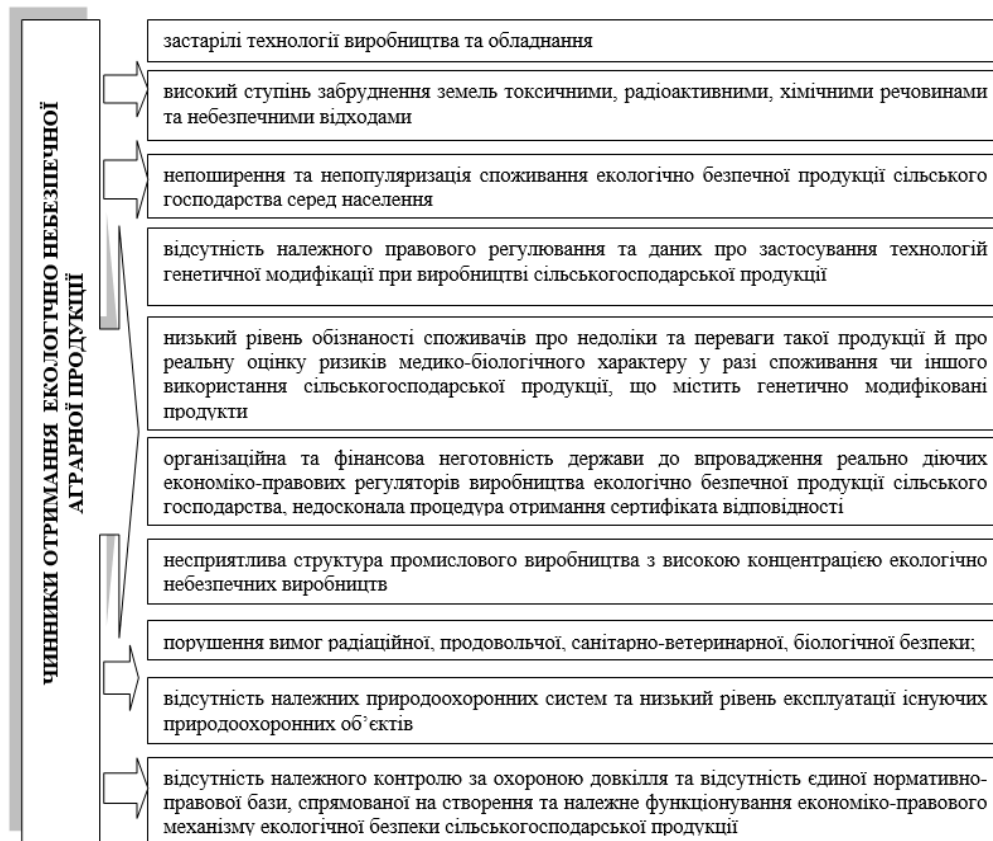 ЧИННИКИ ОТРИМАННЯ ЕКОЛОГІЧНО НЕБЕЗПЕЧНОЇ
АГРАРНОЇ ПРОДУКЦІЇ
застарілі технології виробництва та обладнання
високий ступінь забруднення земель токсичними, радіоактивними, хімічними речовинами
та небезпечними відходами
непоширення та непопуляризація споживання екологічно безпечної продукції сільського
господарства серед населення
відсутність належного правового регулювання та даних про застосування технологій
генетичної модифікації при виробництві сільськогосподарської продукції
низький рівень обізнаності споживачів про недоліки та переваги такої продукції й про
реальну оцінку ризиків медико-біологічного характеру у разі споживання чи іншого
використання сільськогосподарської продукції, що містить генетично модифіковані
продукти
організаційна та фінансова неготовність держави до впровадження реально діючих
економіко-правових регуляторів виробництва екологічно безпечної продукції сільського
господарства, недосконала процедура отримання сертифіката відповідності
несприятлива структура промислового виробництва з високою концентрацією екологічно
небезпечних виробництв
порушення вимог радіаційної, продовольчої, санітарно-ветеринарної, біологічної безпеки;
відсутність належних природоохоронних систем та низький рівень експлуатації існуючих
природоохоронних об’єктів
відсутність належного контролю за охороною довкілля та відсутність єдиної нормативно-
правової бази, спрямованої на створення та належне функціонування економіко-правового
механізму екологічної безпеки сільськогосподарської продукції